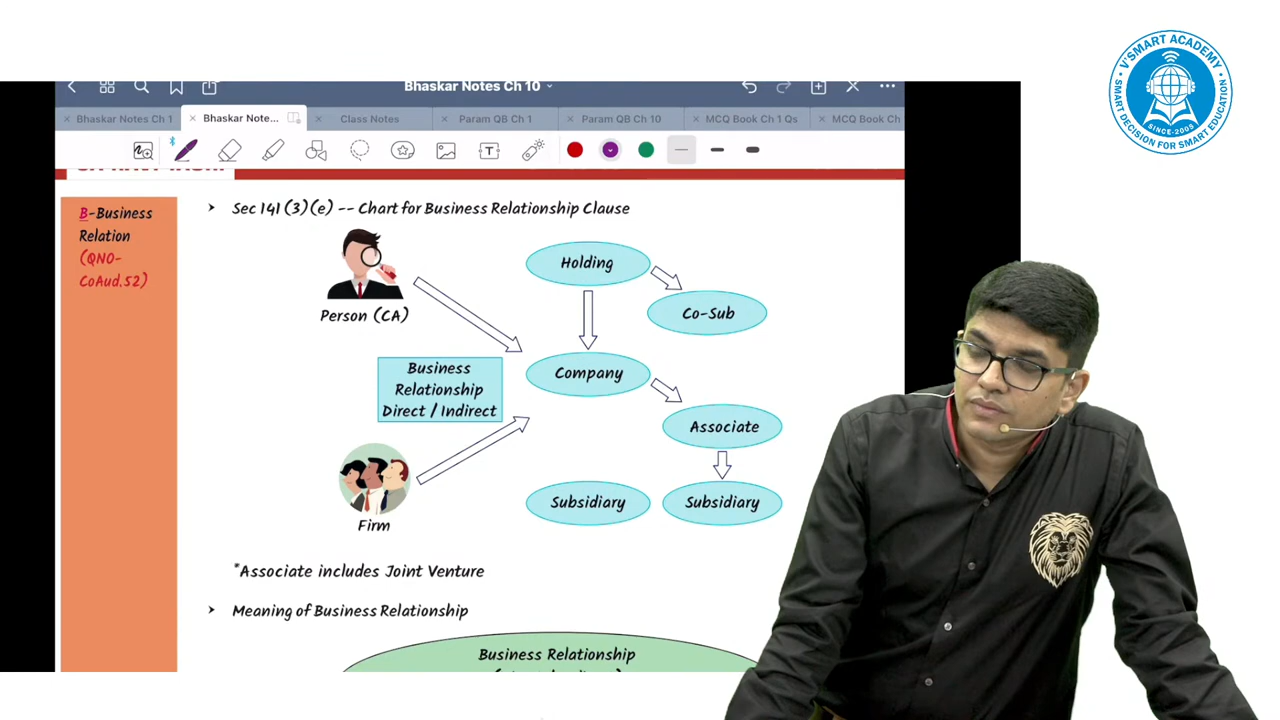 Bhaskar Notes Ch 10
Bhaskar Notes Ch 1
Bhaskar Note...
Class Notes
Param QB Ch 1
Param QB Ch 10
MCQ Book Ch 1 Qs
MCQ Book Ch
B-Business
Relation
(QNO-
CoAud.52)
Sec 141 (3)(e) -- Chart for Business Relationship Clause
Person (CA)
Holding
Co-Sub
Business
Relationship
Direct / Indirect
Company
Associate
Subsidiary
Subsidiary
Firm
*Associate includes Joint Venture
Meaning of Business Relationship
Business Relationship
V'SMART ACADEMY
SINCE-2005
SMART DECISION FOR SMART EDUCATION